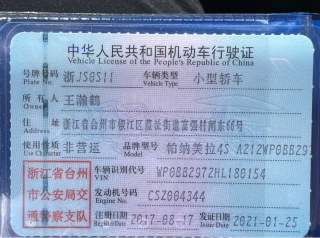 中华人民共和国机动车行驶证
Vehicle License of the People's Republic of China
号牌号码 浙JS0S11 车辆类型 小型轿车
Plate No. Vehicle Type
所有人 王瀚鹤
Owner
住址 浙江省台州市椒江区葭沚街道富强村河东66号
Address
使用性质 非营运 品牌型号 帕纳美拉4S
Use Character
车辆识别代号 WP0BB2972HL180154
VIN
浙江省台州
市公安局交
通警察支队
发动机号码 CSZ004344
Engine No.
注册日期 2017-08-17 发证日期 2021-01-25
Register Date Issue Date